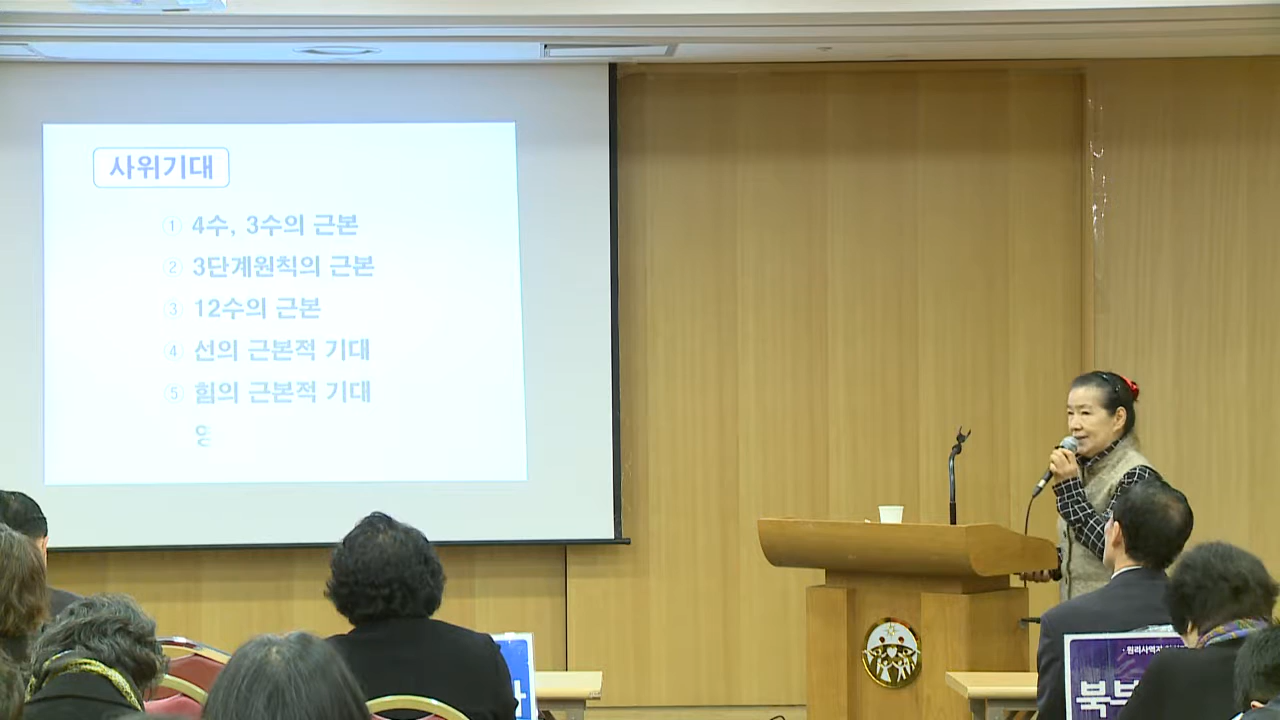 사위기대
① 4수, 3수의 근본
② 3단계원칙의 근본
③ 12수의 근본
④ 선의 근본적 기대
⑤ 힘의 근본적 기대